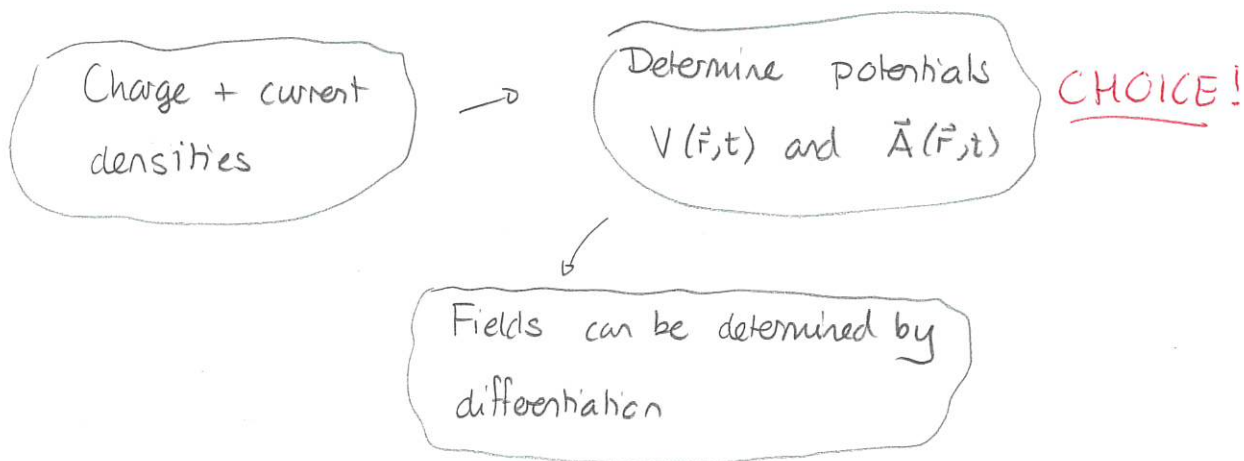 Charge + current
densities
Determine potentials
V(r⃗,t) and A⃗(r⃗,t)
CHOICE!
Fields can be determined by
differentiation